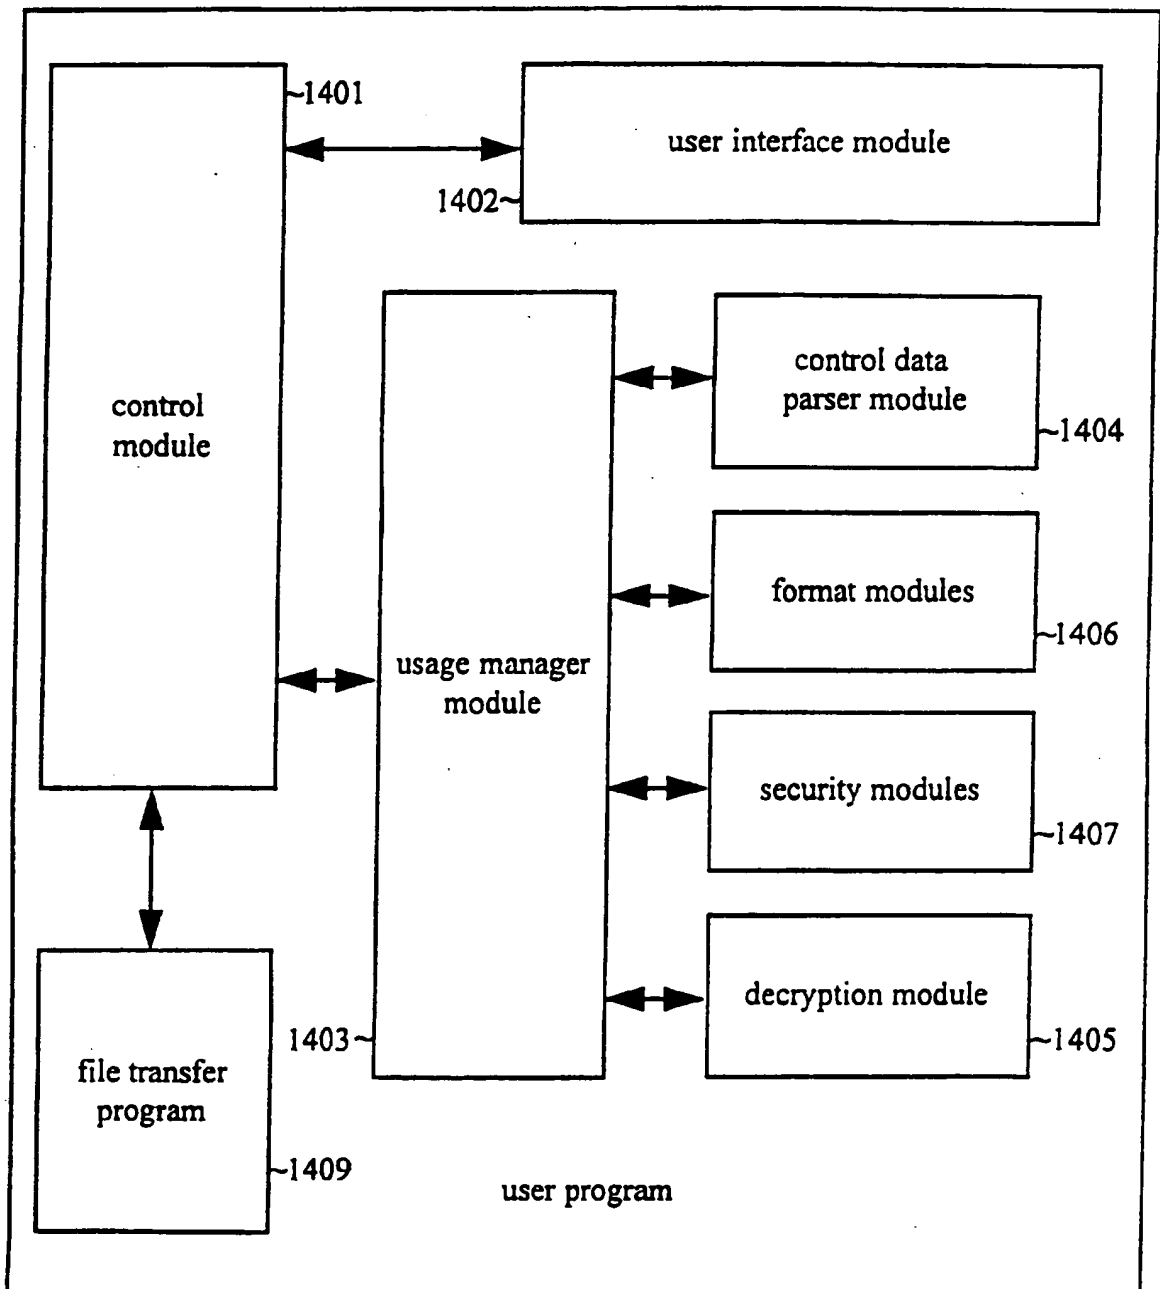 1401
user interface module
1402
control data
parser module
1404
control
module
format modules
1406
usage manager
module
security modules
1407
decryption module
1403
1405
file transfer
program
1409
user program